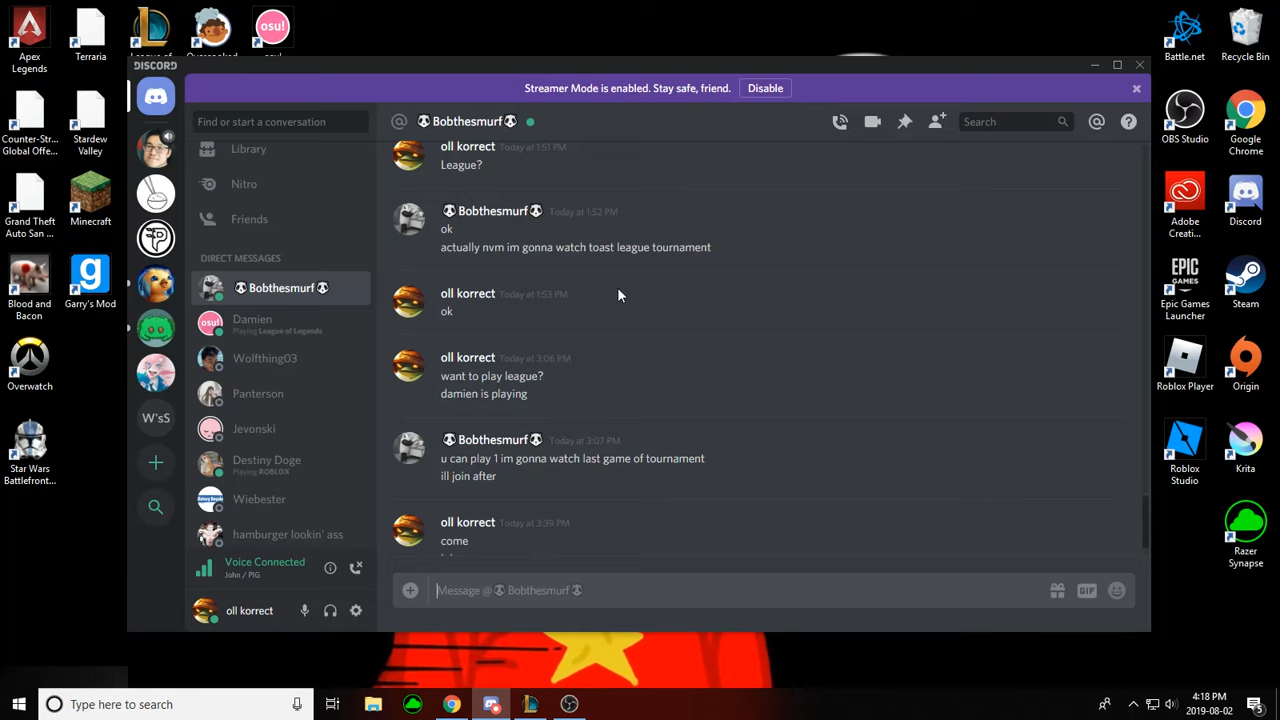 Apex Legends
Terraria
osu!
Battle.net
Recycle Bin
DISCORD
Streamer Mode is enabled. Stay safe, friend.
Disable
Counter-St...
Global Offe...
Stardew Valley
Find or start a conversation
@
Bobthesmurf
Search
OBS Studio
Google Chrome
Library
Nitro
Friends
DIRECT MESSAGES
Bobthesmurf
osu!
Damien
Playing League of Legends
Wolfthing03
Panterson
Jevonski
Destiny Doge
Playing ROBLOX
Wiebester
hamburger lookin' ass
W'sS
Voice Connected
John / PIG
oll korrect
oll korrect Today at 1:51 PM
League?
Bobthesmurf Today at 1:52 PM
ok
actually nvm im gonna watch toast league tournament
oll korrect Today at 1:53 PM
ok
oll korrect Today at 3:06 PM
want to play league?
damien is playing
Bobthesmurf Today at 3:07 PM
u can play 1 im gonna watch last game of tournament
ill join after
oll korrect Today at 3:39 PM
come
Message @ Bobthesmurf
GIF
Grand Theft
Auto San ...
Minecraft
Blood and Bacon
Garry's Mod
Overwatch
Star Wars
Battlefront...
Adobe
Creati...
Discord
EPIC GAMES
Epic Games
Launcher
Steam
Roblox Player
Origin
Roblox Studio
Krita
Razer Synapse
Type here to search
4:18 PM
2019-08-02
5